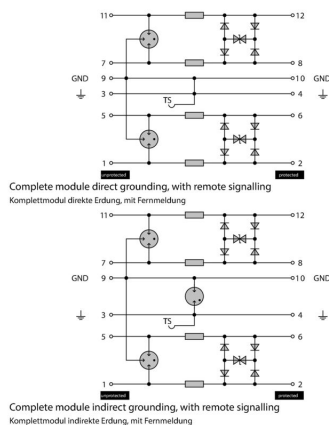 11 12
7 8
GND 9 10 GND
3 4
TS
5 6
1 2
unprotected protected
Complete module direct grounding, with remote signalling
Komplettmodul direkte Erdung, mit Fernmeldung
11 12
7 8
GND 9 10 GND
3 4
TS
5 6
1 2
unprotected protected
Complete module indirect grounding, with remote signalling
Komplettmodul indirekte Erdung, mit Fernmeldung